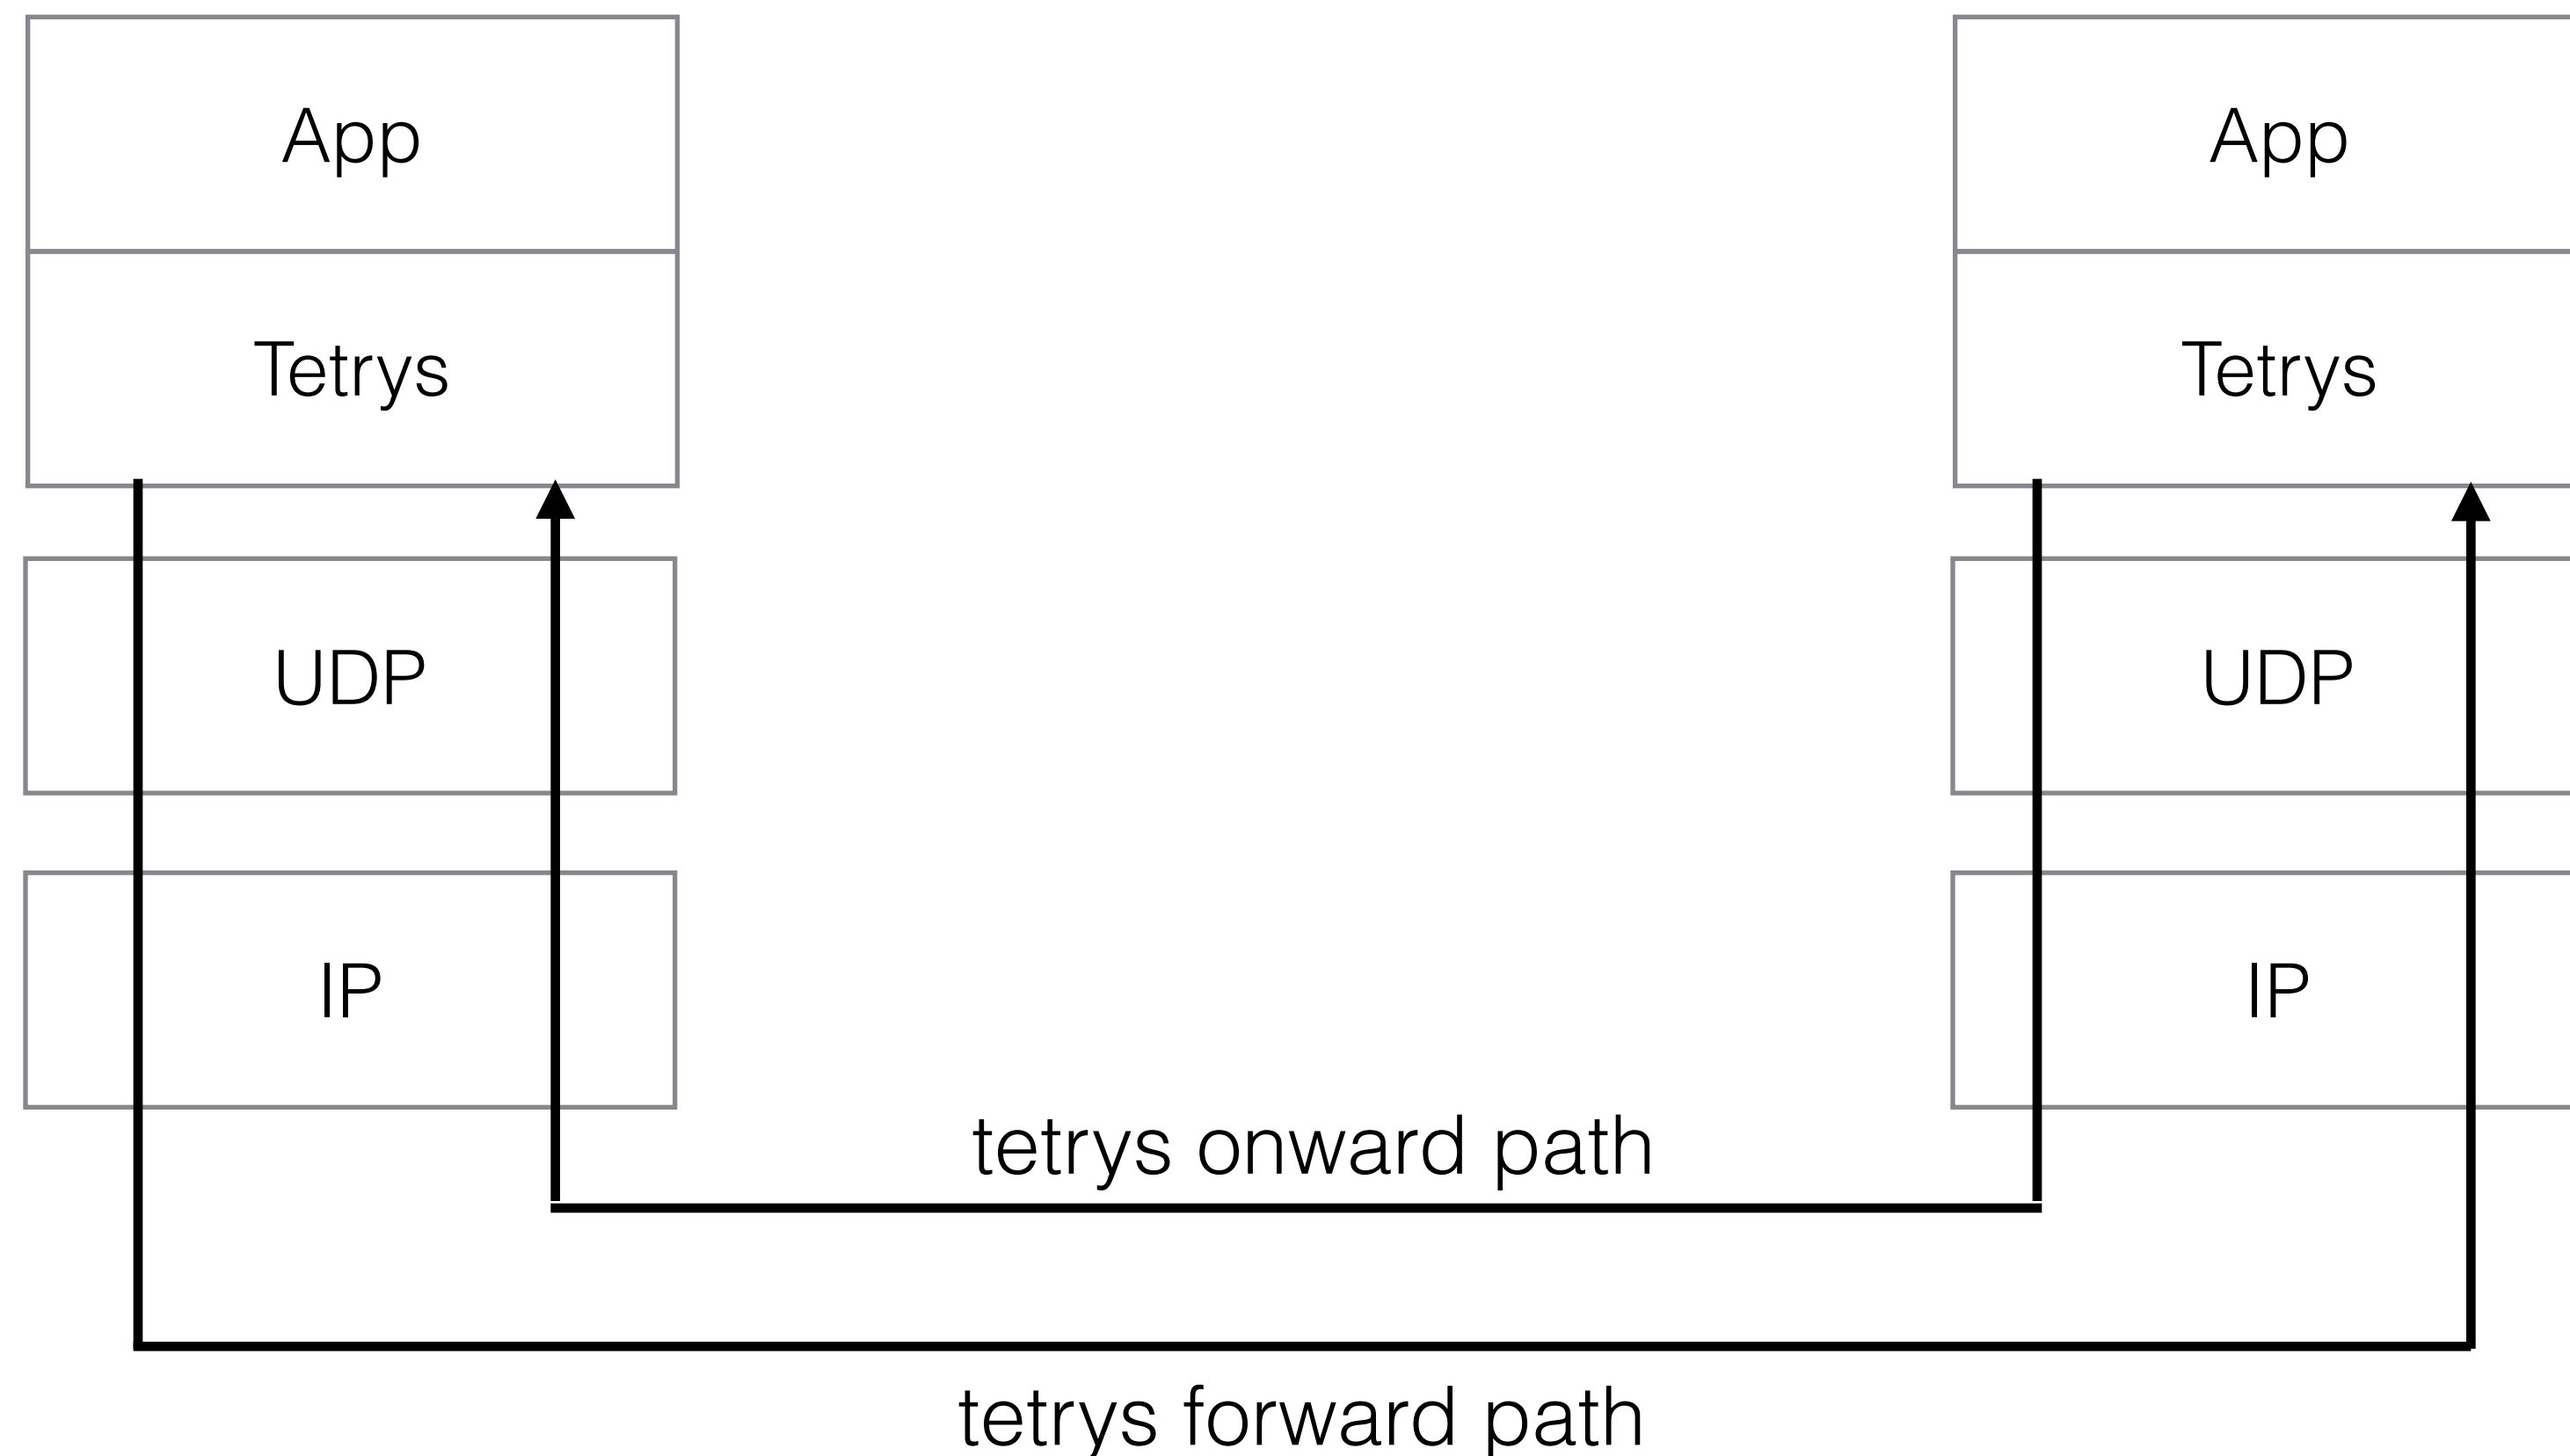 App
App
Tetrys
Tetrys
UDP
UDP
IP
IP
tetrys onward path
tetrys forward path